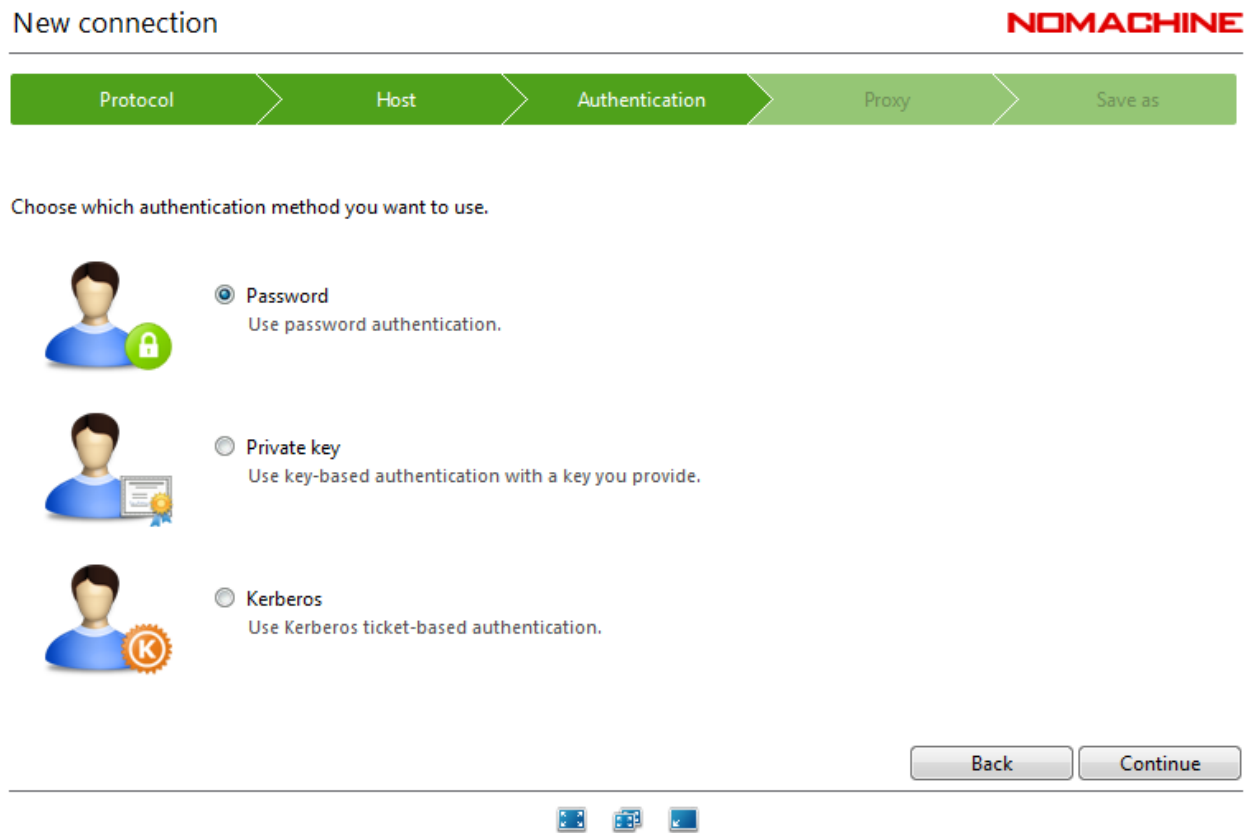 New connection
NOMACHINE
Protocol
Host
Authentication
Proxy
Save as
Choose which authentication method you want to use.
Password
Use password authentication.
Private key
Use key-based authentication with a key you provide.
Kerberos
Use Kerberos ticket-based authentication.
K
Back
Continue